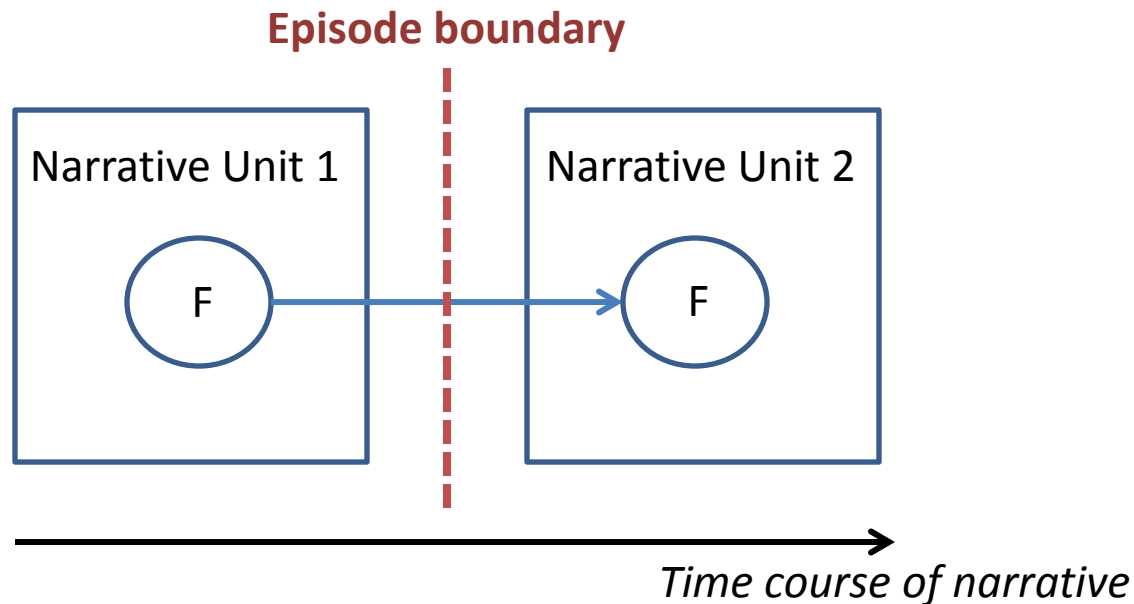 Episode boundary
Narrative Unit 1
Narrative Unit 2
F
F
Time course of narrative